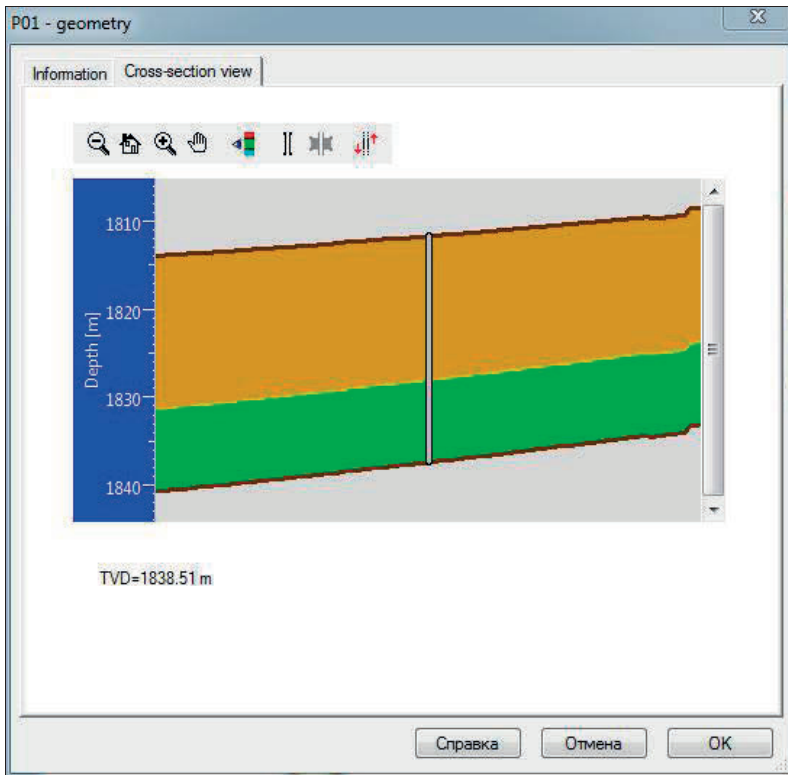 P01 - geometry
Information Cross-section view
1810
1820
1830
1840
Depth [m]
TVD=1838.51 m
Справка Отмена OK